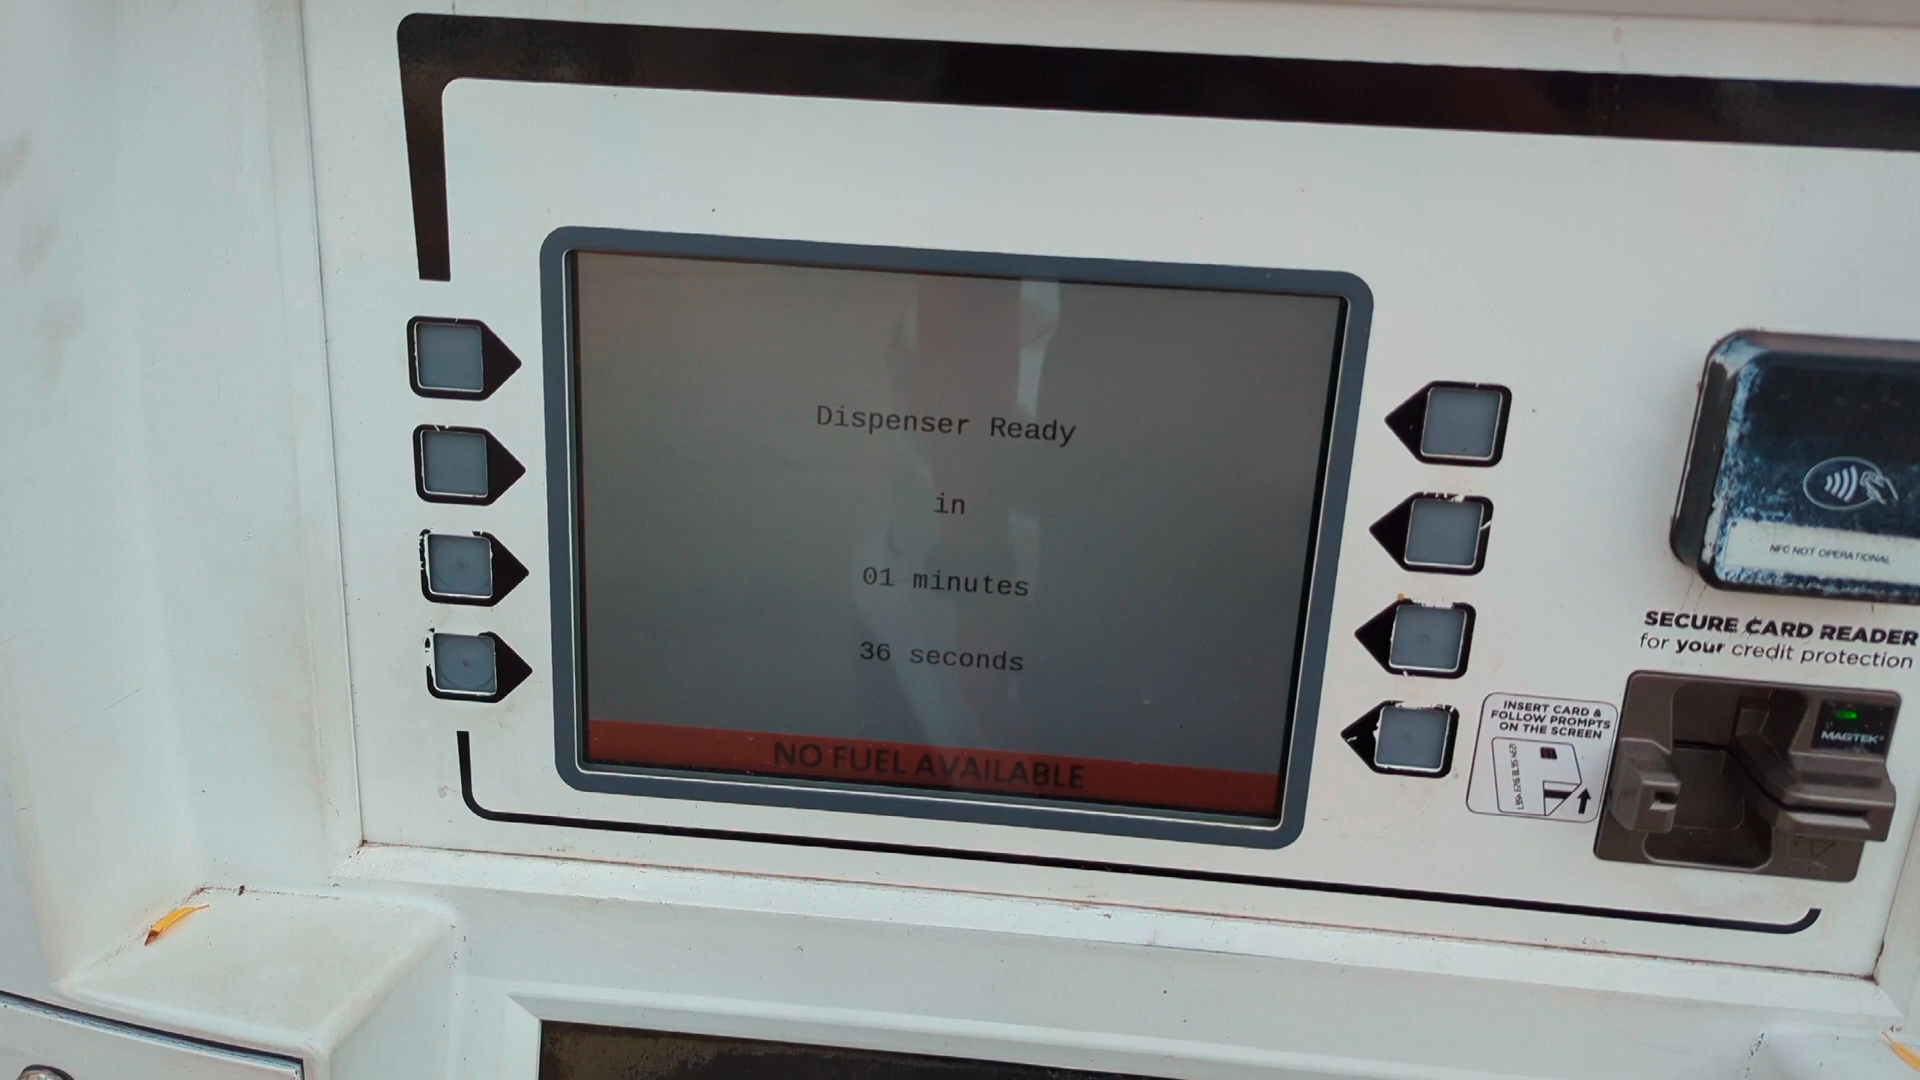 Dispenser Ready
in
01 minutes
36 seconds
NO FUEL AVAILABLE
NFC NOT OPERATIONAL
SECURE CARD READER
for your credit protection
INSERT CARD &
FOLLOW PROMPTS
ON THE SCREEN
MAGTEK